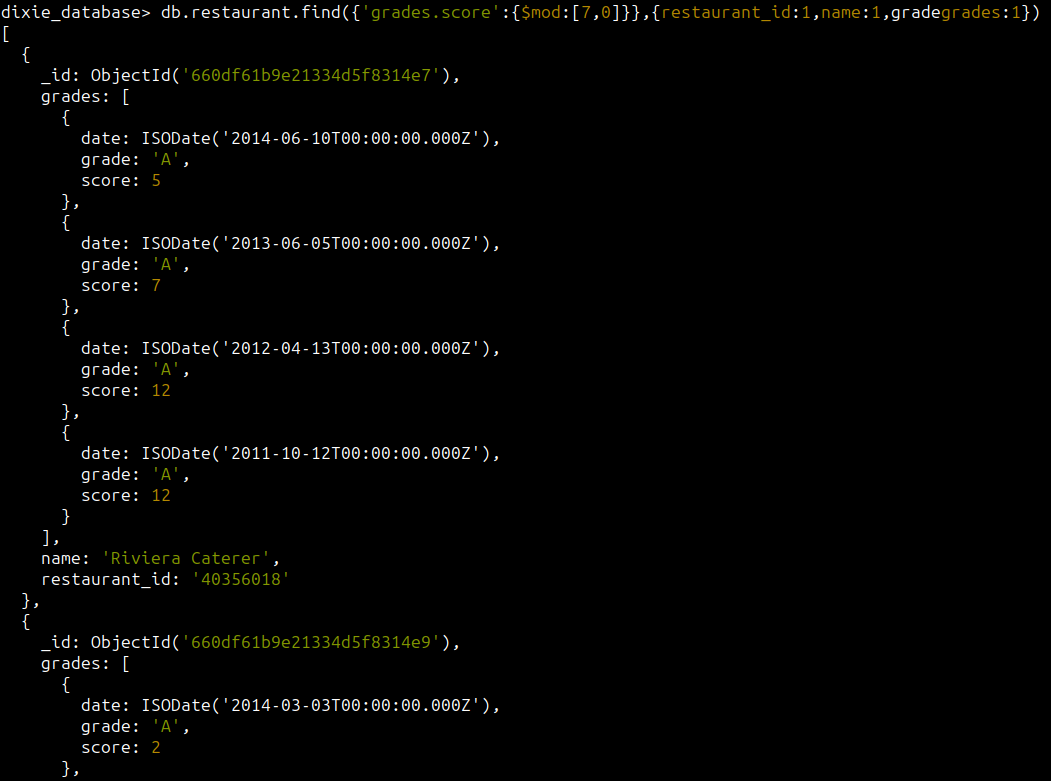 dixie_database> db.restaurant.find({'grades.score':{$mod:[7,0]}},{restaurant_id:1,name:1,gradegrades:1})
[
  {
    _id: ObjectId('660df61b9e21334d5f8314e7'),
    grades: [
      {
        date: ISODate('2014-06-10T00:00:00.000Z'),
        grade: 'A',
        score: 5
      },
      {
        date: ISODate('2013-06-05T00:00:00.000Z'),
        grade: 'A',
        score: 7
      },
      {
        date: ISODate('2012-04-13T00:00:00.000Z'),
        grade: 'A',
        score: 12
      },
      {
        date: ISODate('2011-10-12T00:00:00.000Z'),
        grade: 'A',
        score: 12
      }
    ],
    name: 'Riviera Caterer',
    restaurant_id: '40356018'
  },
  {
    _id: ObjectId('660df61b9e21334d5f8314e9'),
    grades: [
      {
        date: ISODate('2014-03-03T00:00:00.000Z'),
        grade: 'A',
        score: 2
      },